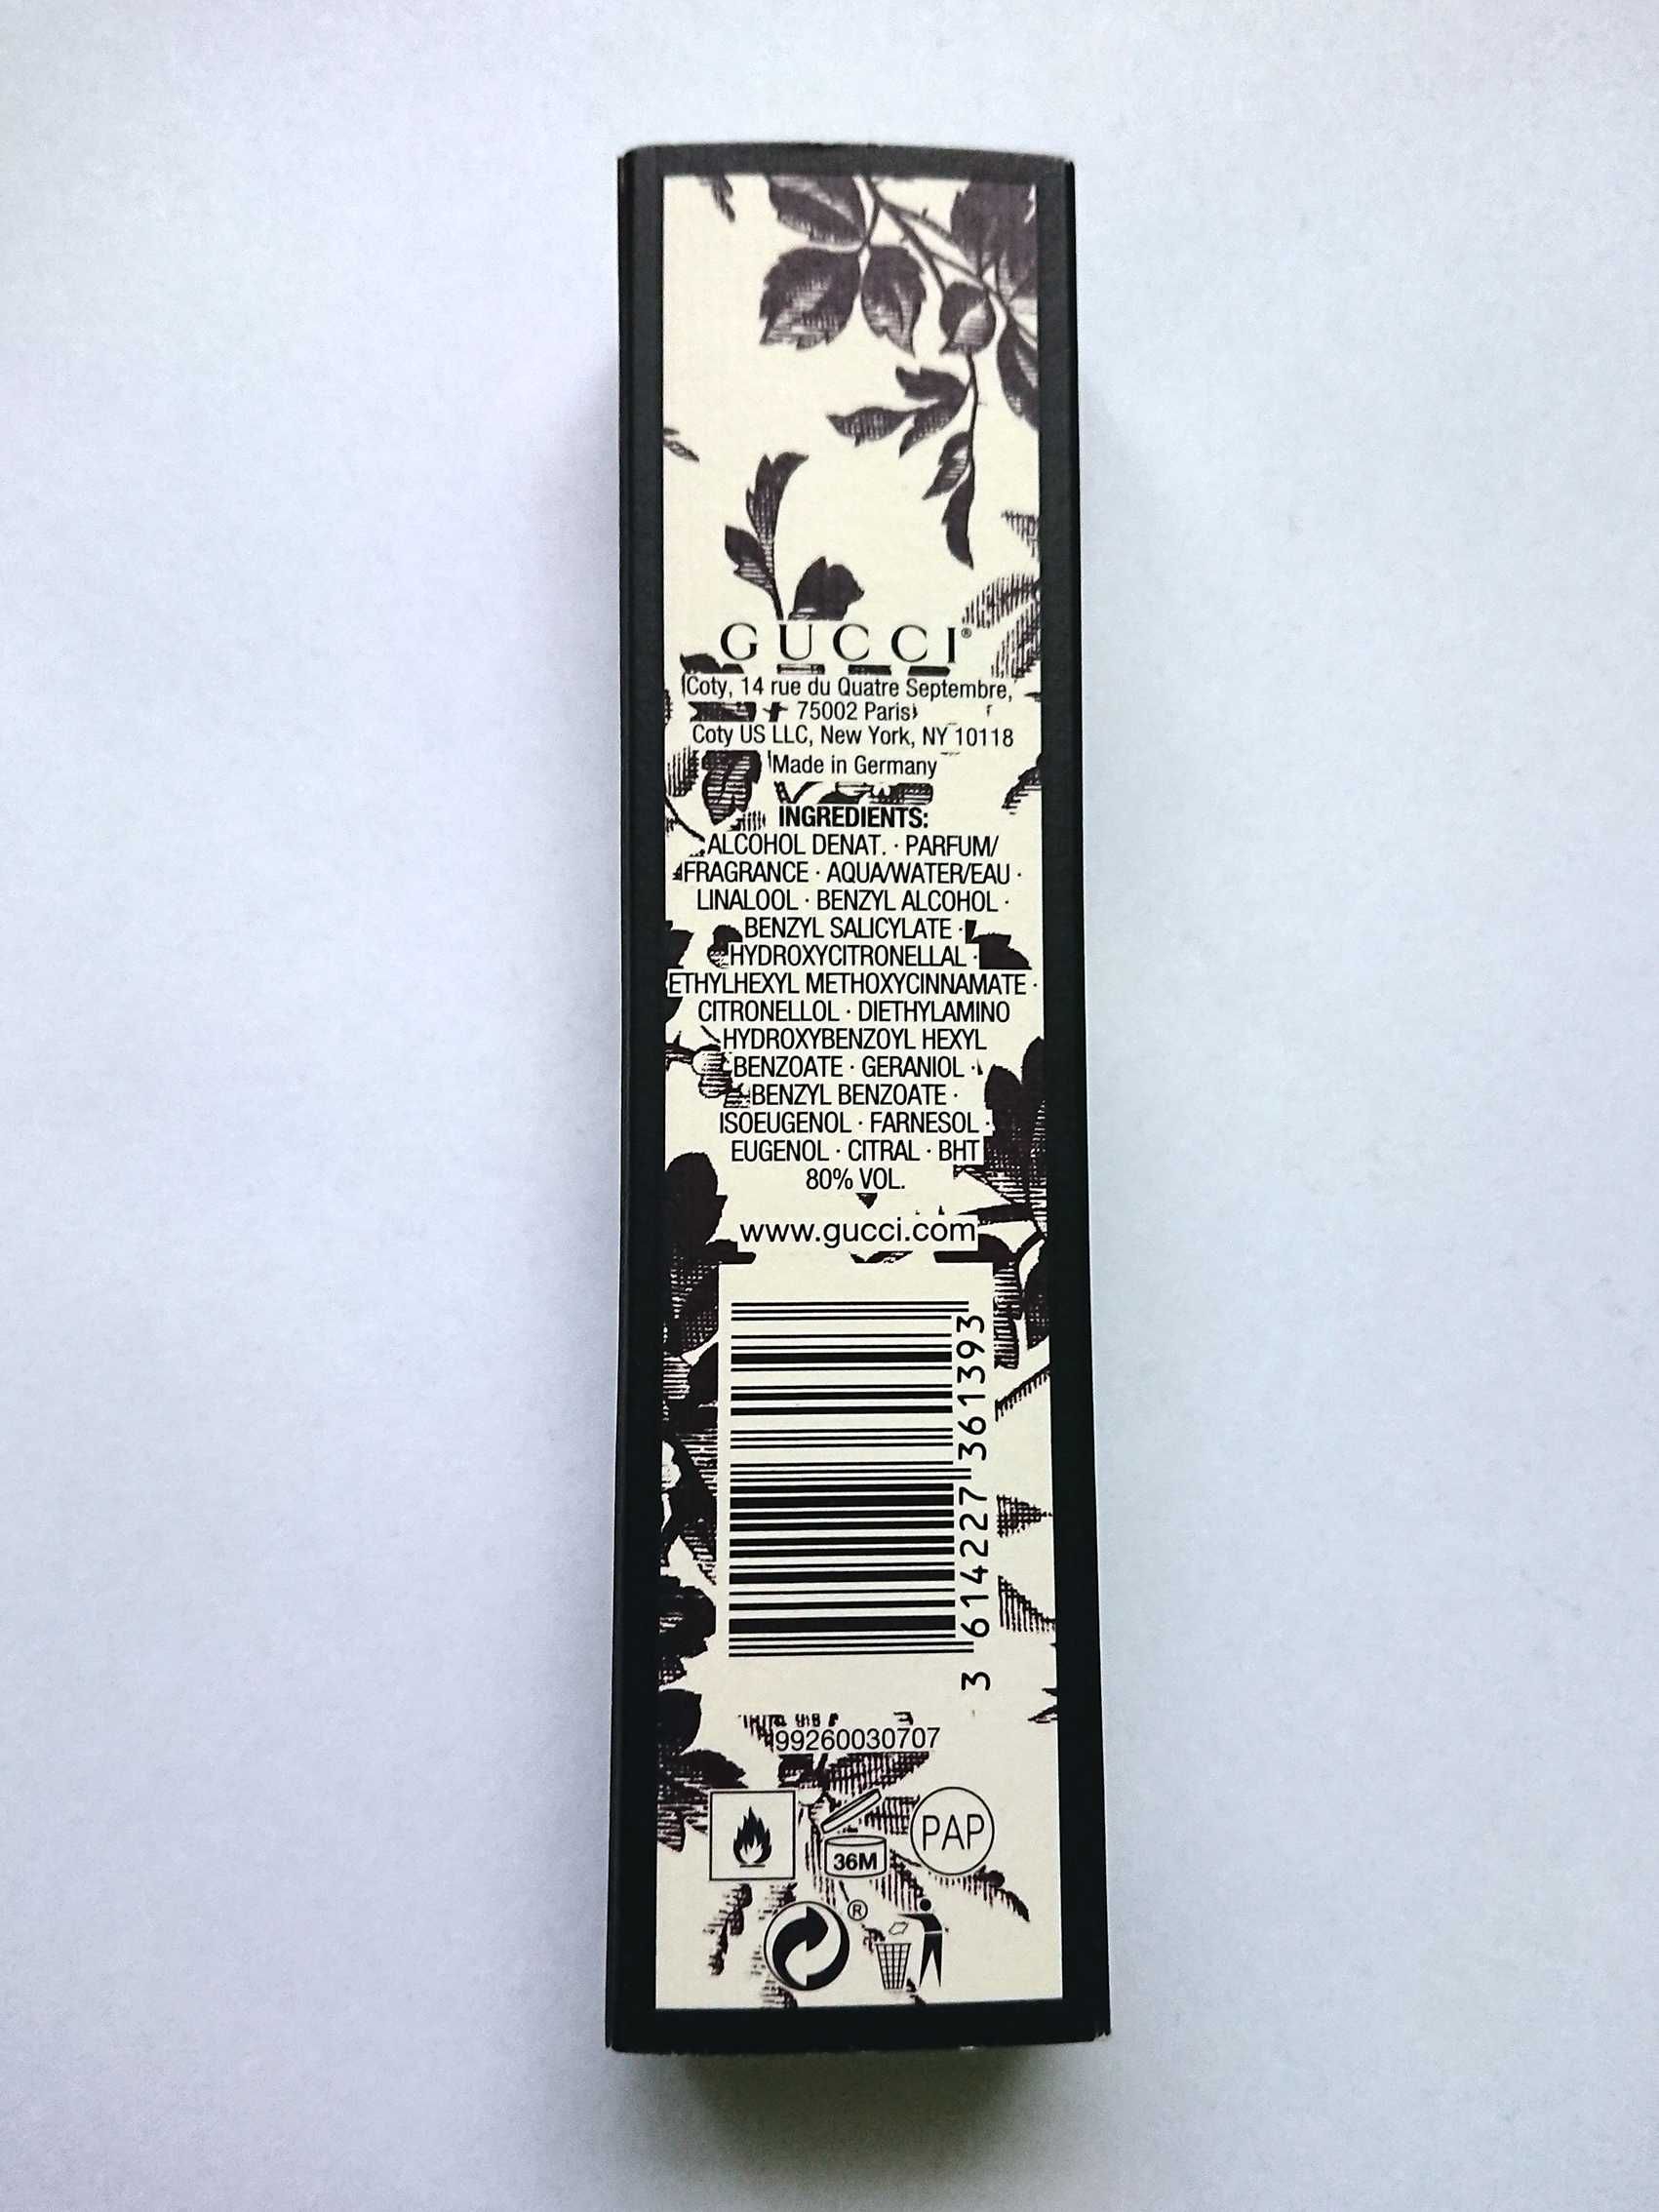 GUCCI®
Coty, 14 rue du Quatre Septembre,
75002 Paris
Coty US LLC, New York, NY 10118
Made in Germany
INGREDIENTS:
ALCOHOL DENAT. · PARFUM/
FRAGRANCE · AQUA/WATER/EAU ·
LINALOOL · BENZYL ALCOHOL ·
BENZYL SALICYLATE ·
HYDROXYCITRONELLAL ·
ETHYLHEXYL METHOXYCINNAMATE ·
CITRONELLOL · DIETHYLAMINO
HYDROXYBENZOYL HEXYL
BENZOATE · GERANIOL ·
BENZYL BENZOATE ·
ISOEUGENOL · FARNESOL ·
EUGENOL · CITRAL · BHT
80% VOL.
www.gucci.com
3 614227 361393
99260030707
36M
PAP
®